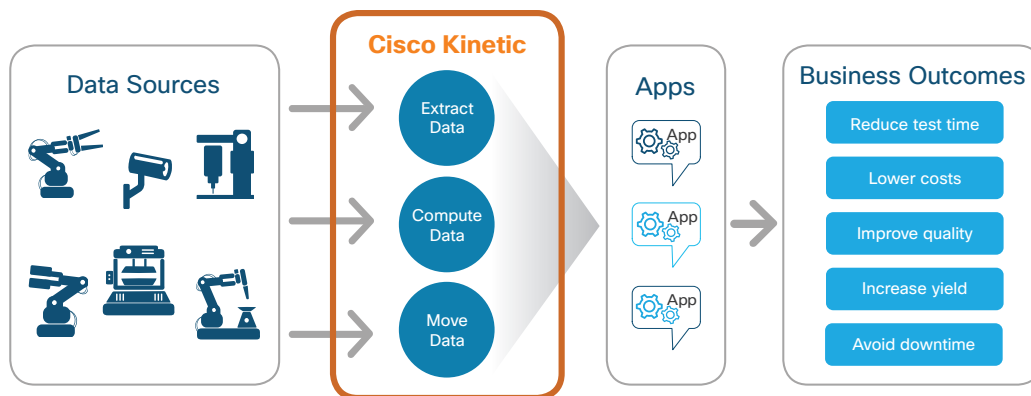 Data Sources
Cisco Kinetic
Extract
Data
Compute
Data
Move
Data
Apps
App
App
App
Business Outcomes
Reduce test time
Lower costs
Improve quality
Increase yield
Avoid downtime